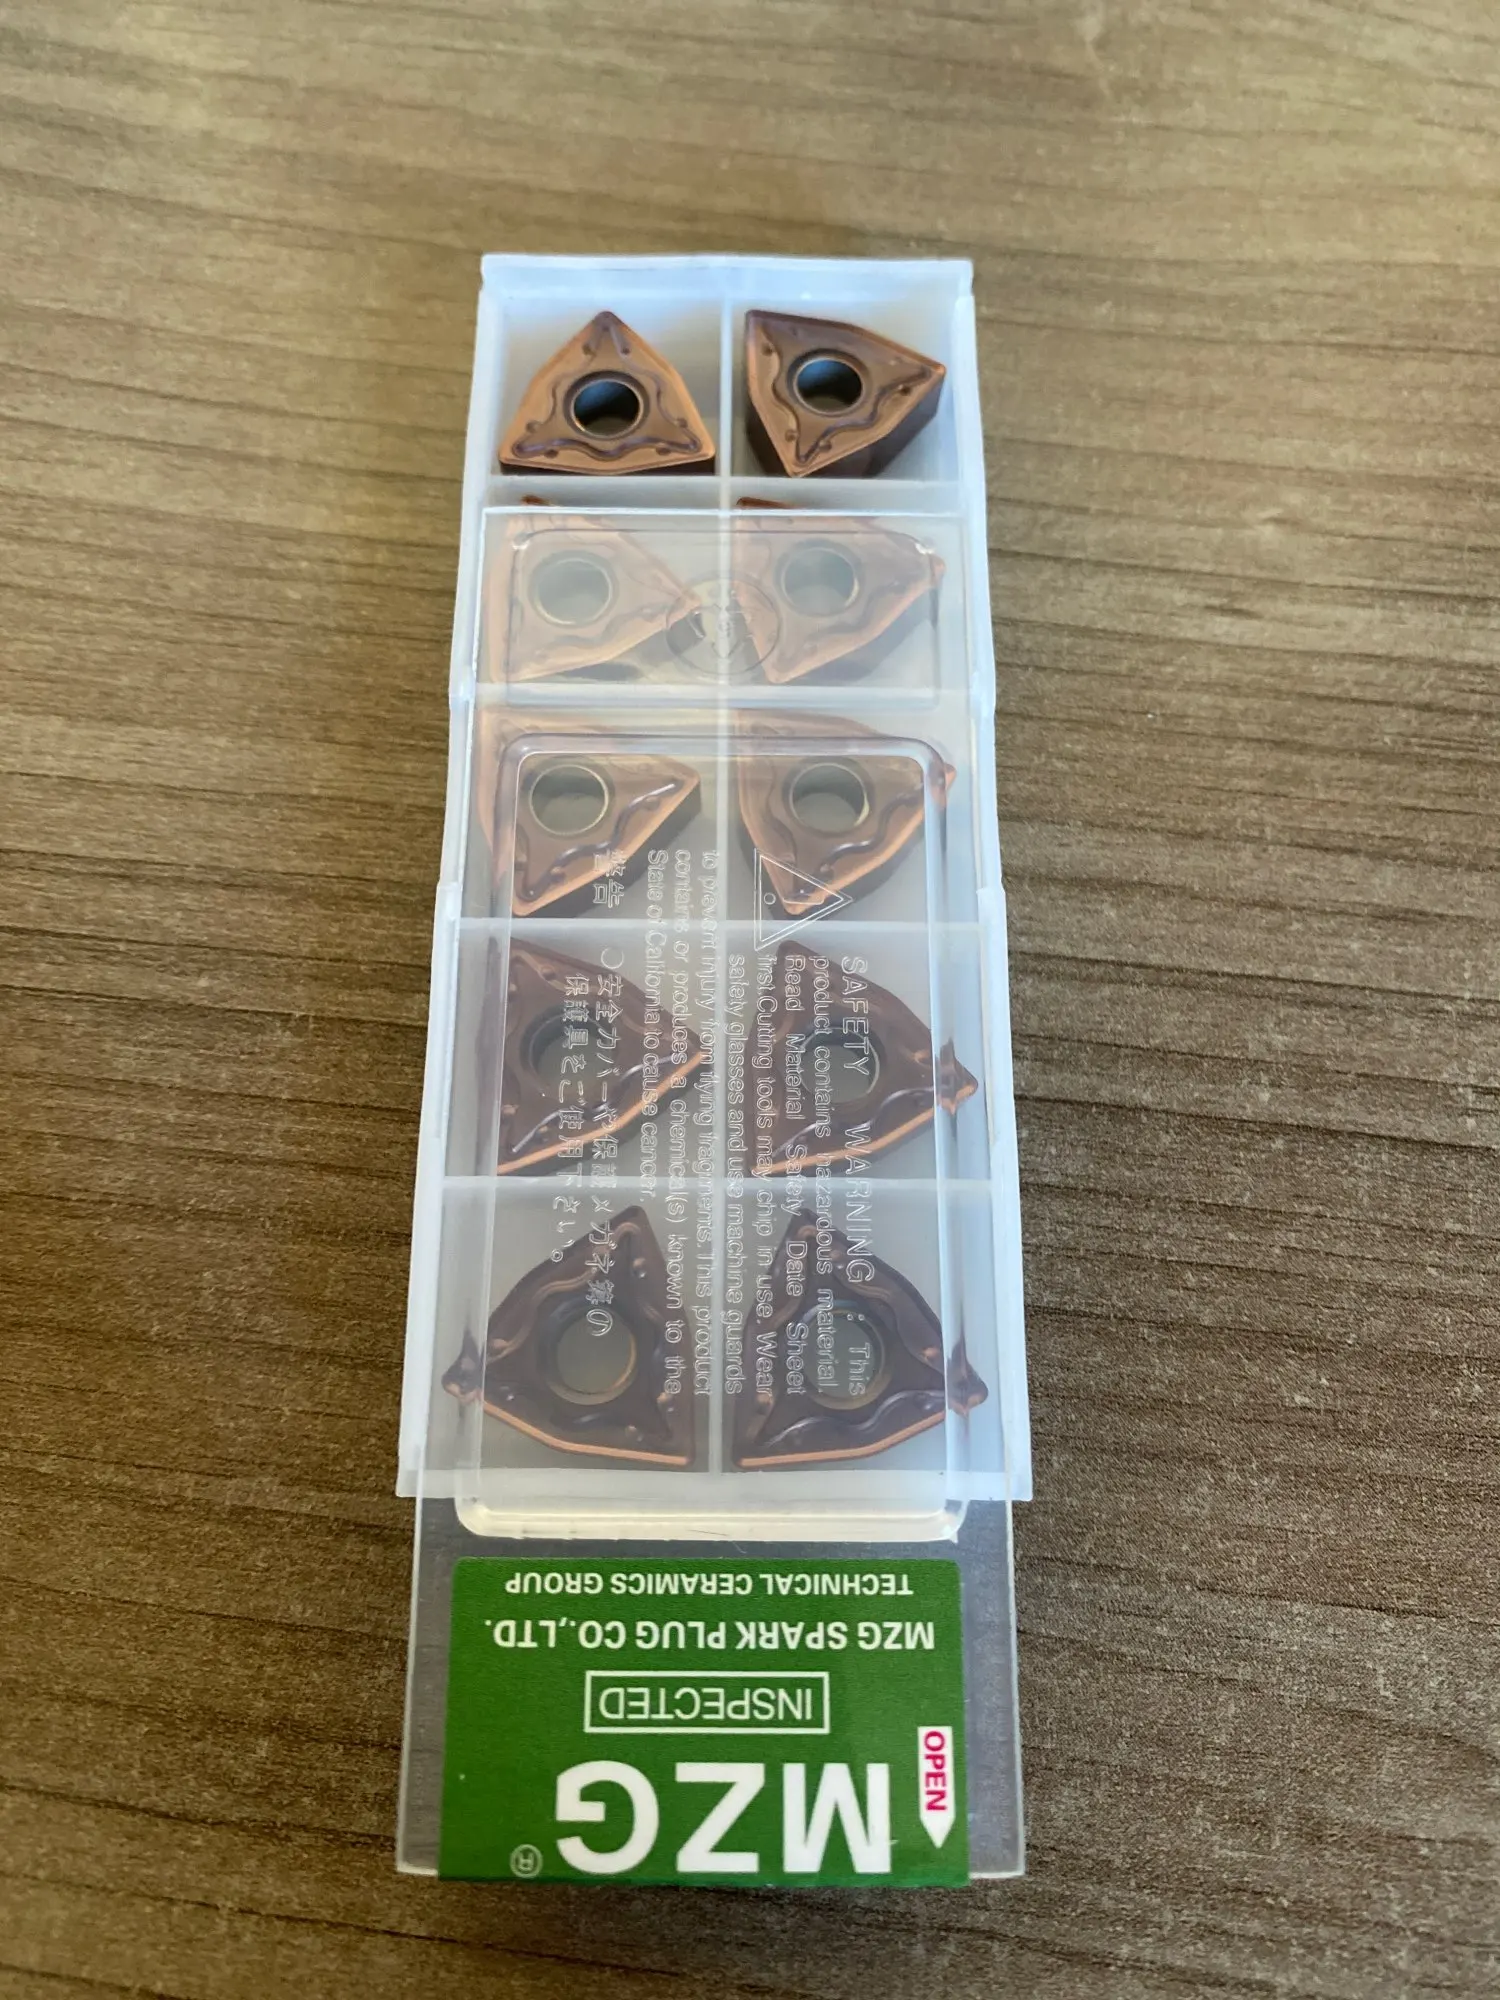 MZG®
OPEN
INSPECTED
MZG SPARK PLUG CO.,LTD.
TECHNICAL CERAMICS GROUP
SAFETY WARNING : This
product contains hazardous material.
Read Material Safety Date Sheet
first.Cutting tools may chip in use. Wear
safety glasses and use machine guards
to prevent injury from flying fragments. This product
contains or produces a chemical(s) known to the
State of California to cause cancer.
警告 ○安全カバーや保護メガネ等の
保護具をご使用下さい。